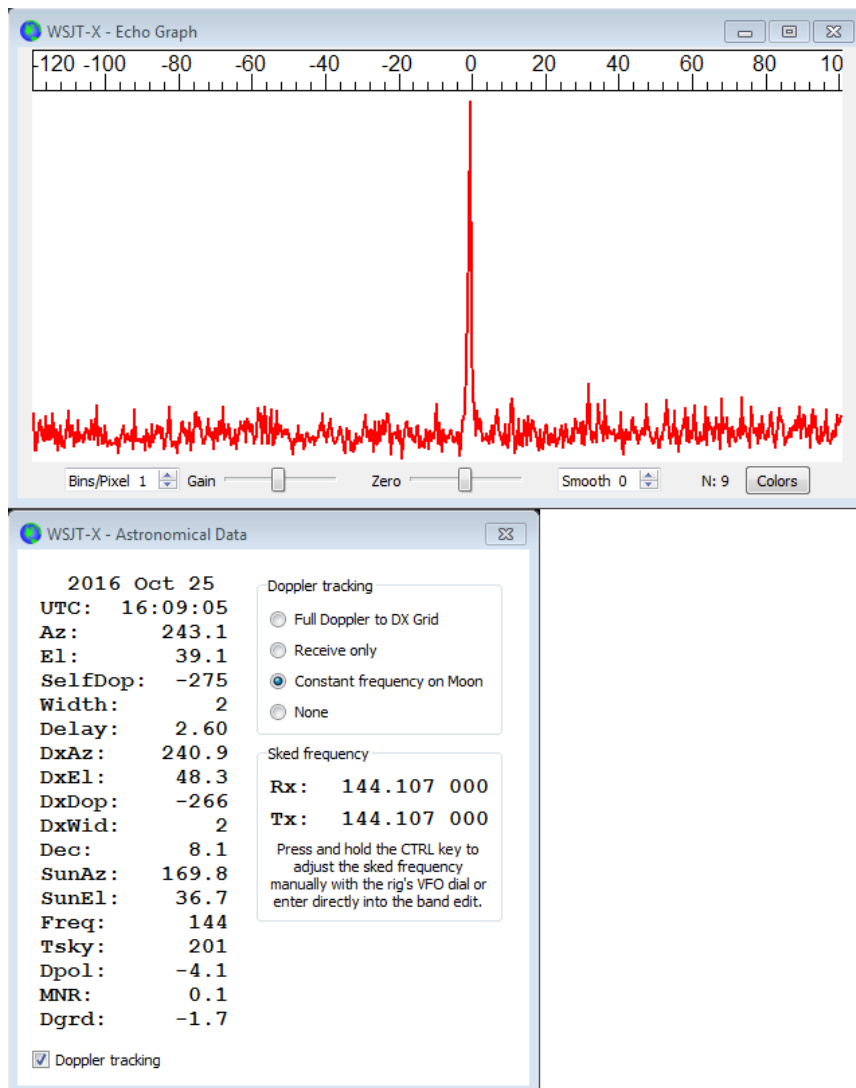 WSJT-X - Echo Graph
-120 -100 -80 -60 -40 -20 0 20 40 60 80 10
Bins/Pixel 1 Gain Zero Smooth 0 N: 9 Colors
WSJT-X - Astronomical Data
2016 Oct 25
UTC: 16:09:05
Az: 243.1
El: 39.1
SelfDop: -275
Width: 2
Delay: 2.60
DxAz: 240.9
DxEl: 48.3
DxDop: -266
DxWid: 2
Dec: 8.1
SunAz: 169.8
SunEl: 36.7
Freq: 144
Tsky: 201
Dpol: -4.1
MNR: 0.1
Dgrd: -1.7
Doppler tracking
Doppler tracking
Full Doppler to DX Grid
Receive only
Constant frequency on Moon
None
Sked frequency
Rx: 144.107 000
Tx: 144.107 000
Press and hold the CTRL key to
adjust the sked frequency
manually with the rig's VFO dial or
enter directly into the band edit.